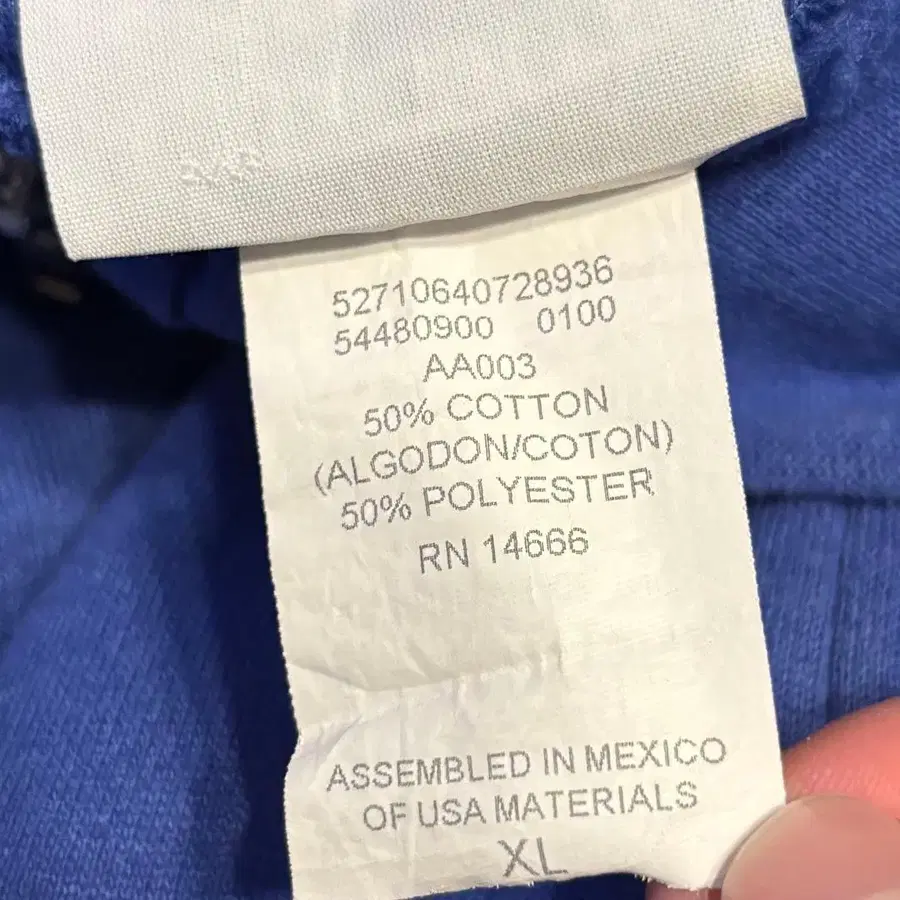 52710640728936
54480900 0100
AA003
50% COTTON
(ALGODON/COTON)
50% POLYESTER
RN 14666
ASSEMBLED IN MEXICO
OF USA MATERIALS
XL